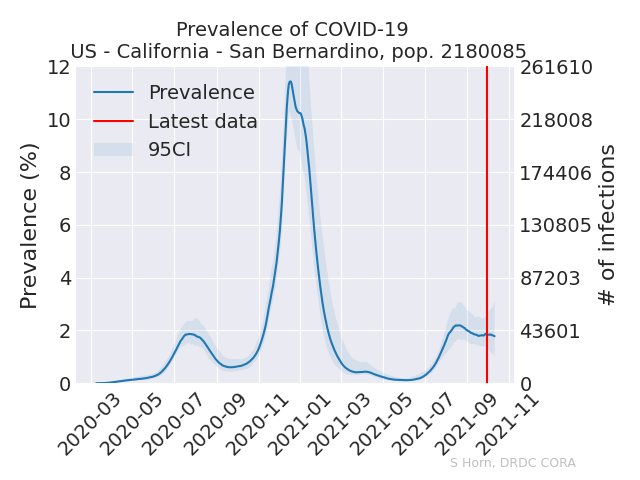 Prevalence of COVID-19
US - California - San Bernardino, pop. 2180085
12 261610
Prevalence
10 218008
Latest data
95CI
8 174406
6 130805
4 87203
2 43601
0 0
Prevalence (%)
# of infections
2020-03 2020-05 2020-07 2020-09 2020-11 2021-01 2021-03 2021-05 2021-07 2021-09 2021-11
S Horn, DRDC CORA